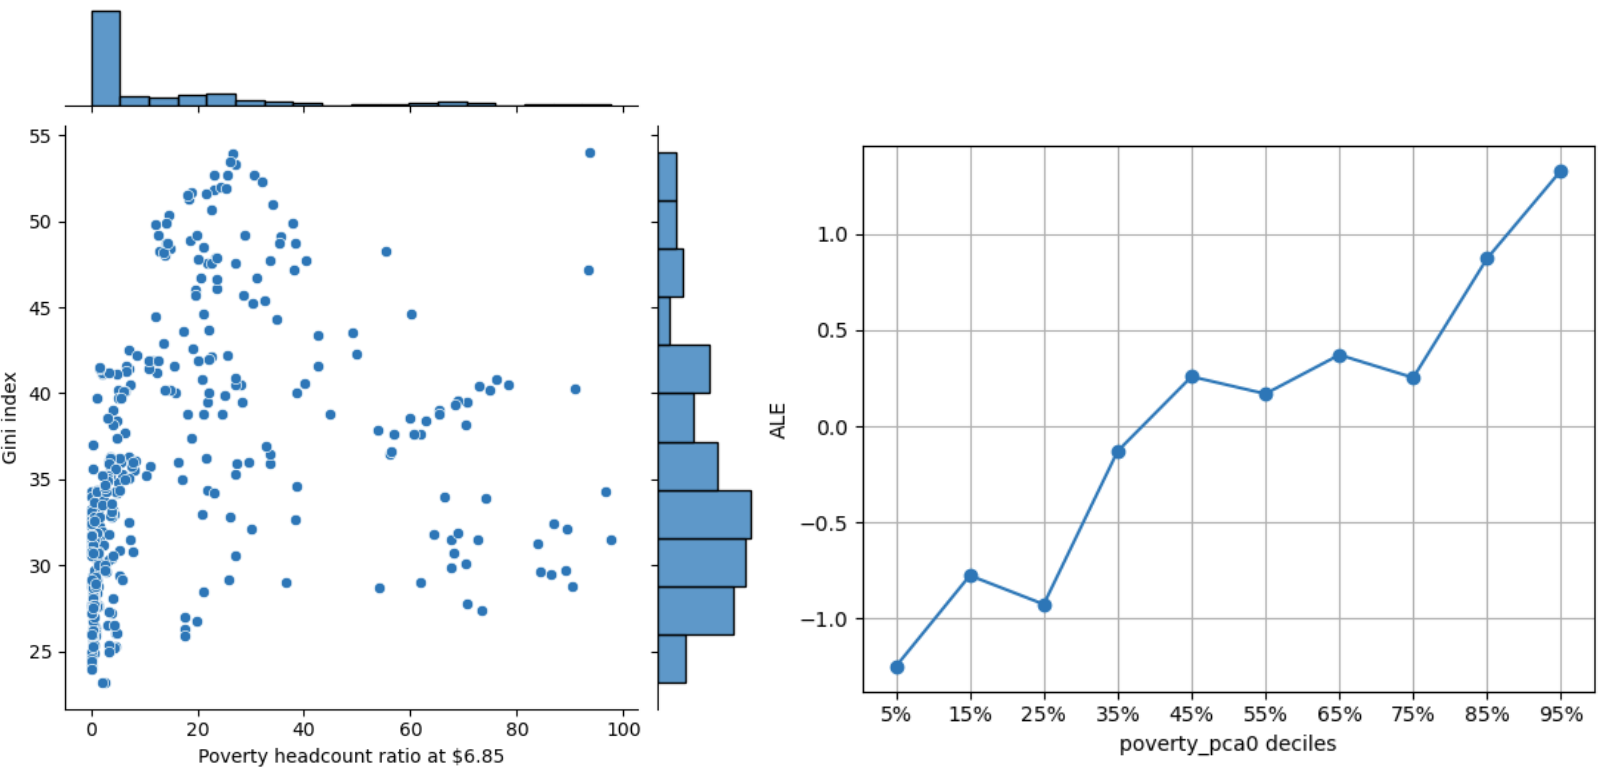 55
50
45
40
35
30
25
Gini index
0 20 40 60 80 100
Poverty headcount ratio at $6.85
1.0
0.5
0.0
−0.5
−1.0
ALE
5% 15% 25% 35% 45% 55% 65% 75% 85% 95%
poverty_pca0 deciles